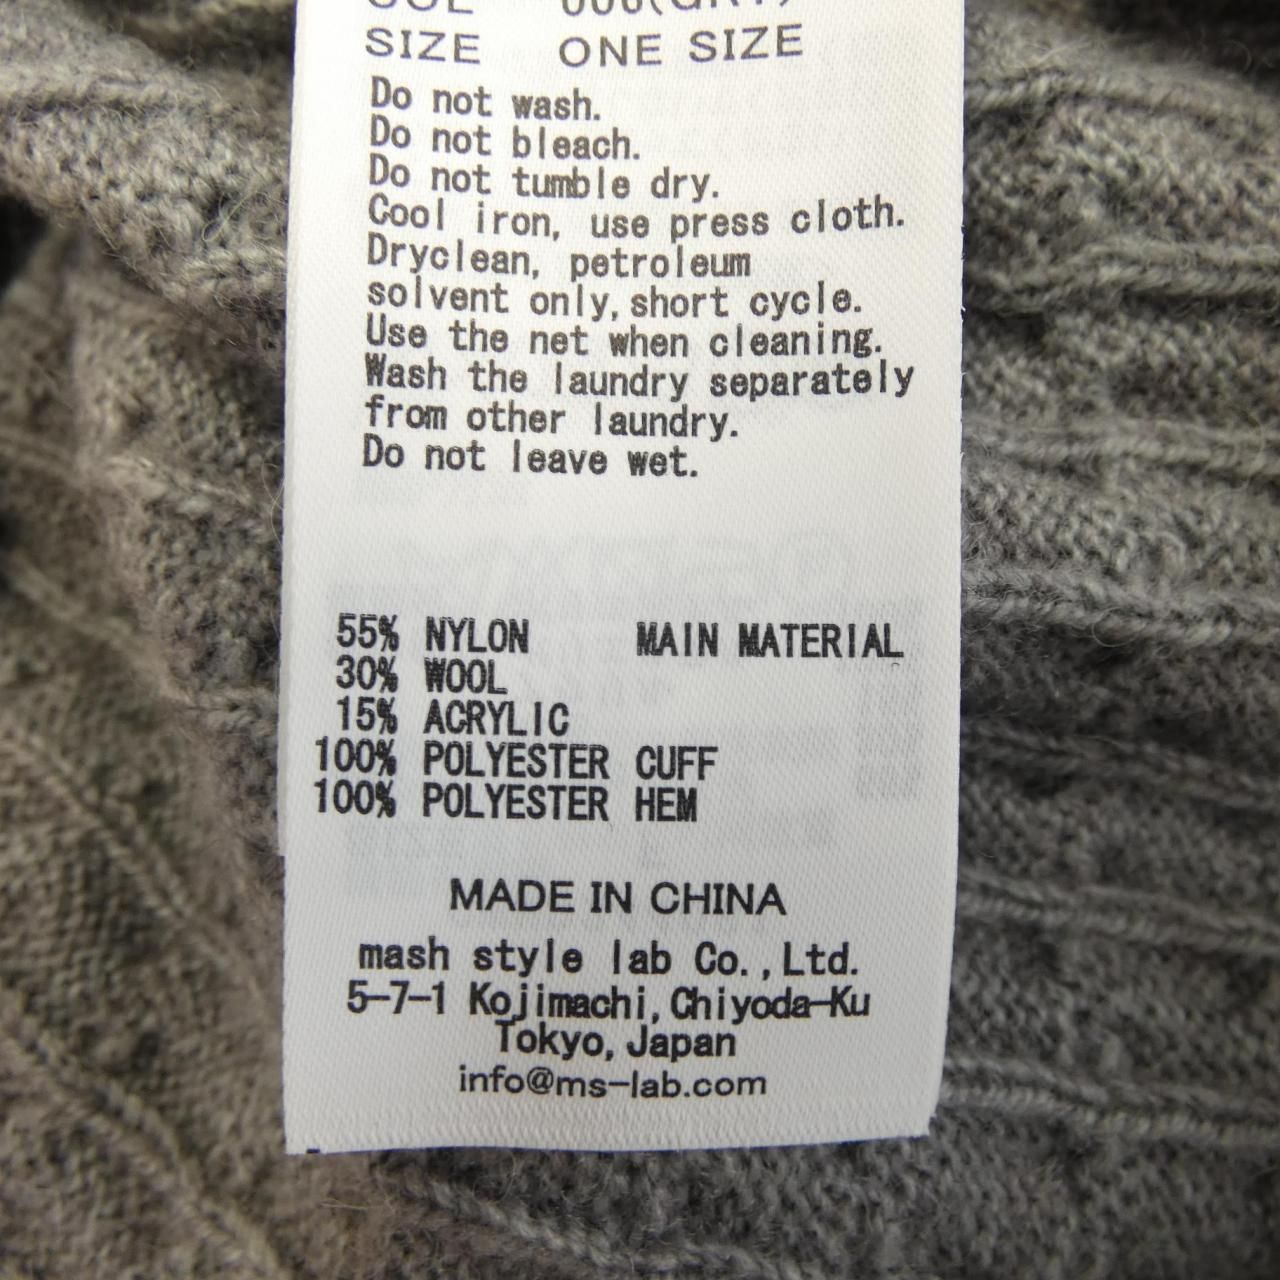 COL 006(GRY)
SIZE ONE SIZE
Do not wash.
Do not bleach.
Do not tumble dry.
Cool iron, use press cloth.
Dryclean, petroleum
solvent only, short cycle.
Use the net when cleaning.
Wash the laundry separately
from other laundry.
Do not leave wet.
55% NYLON MAIN MATERIAL
30% WOOL
15% ACRYLIC
100% POLYESTER CUFF
100% POLYESTER HEM
MADE IN CHINA
mash style lab Co.,Ltd.
5-7-1 Kojimachi, Chiyoda-Ku
Tokyo, Japan
info@ms-lab.com